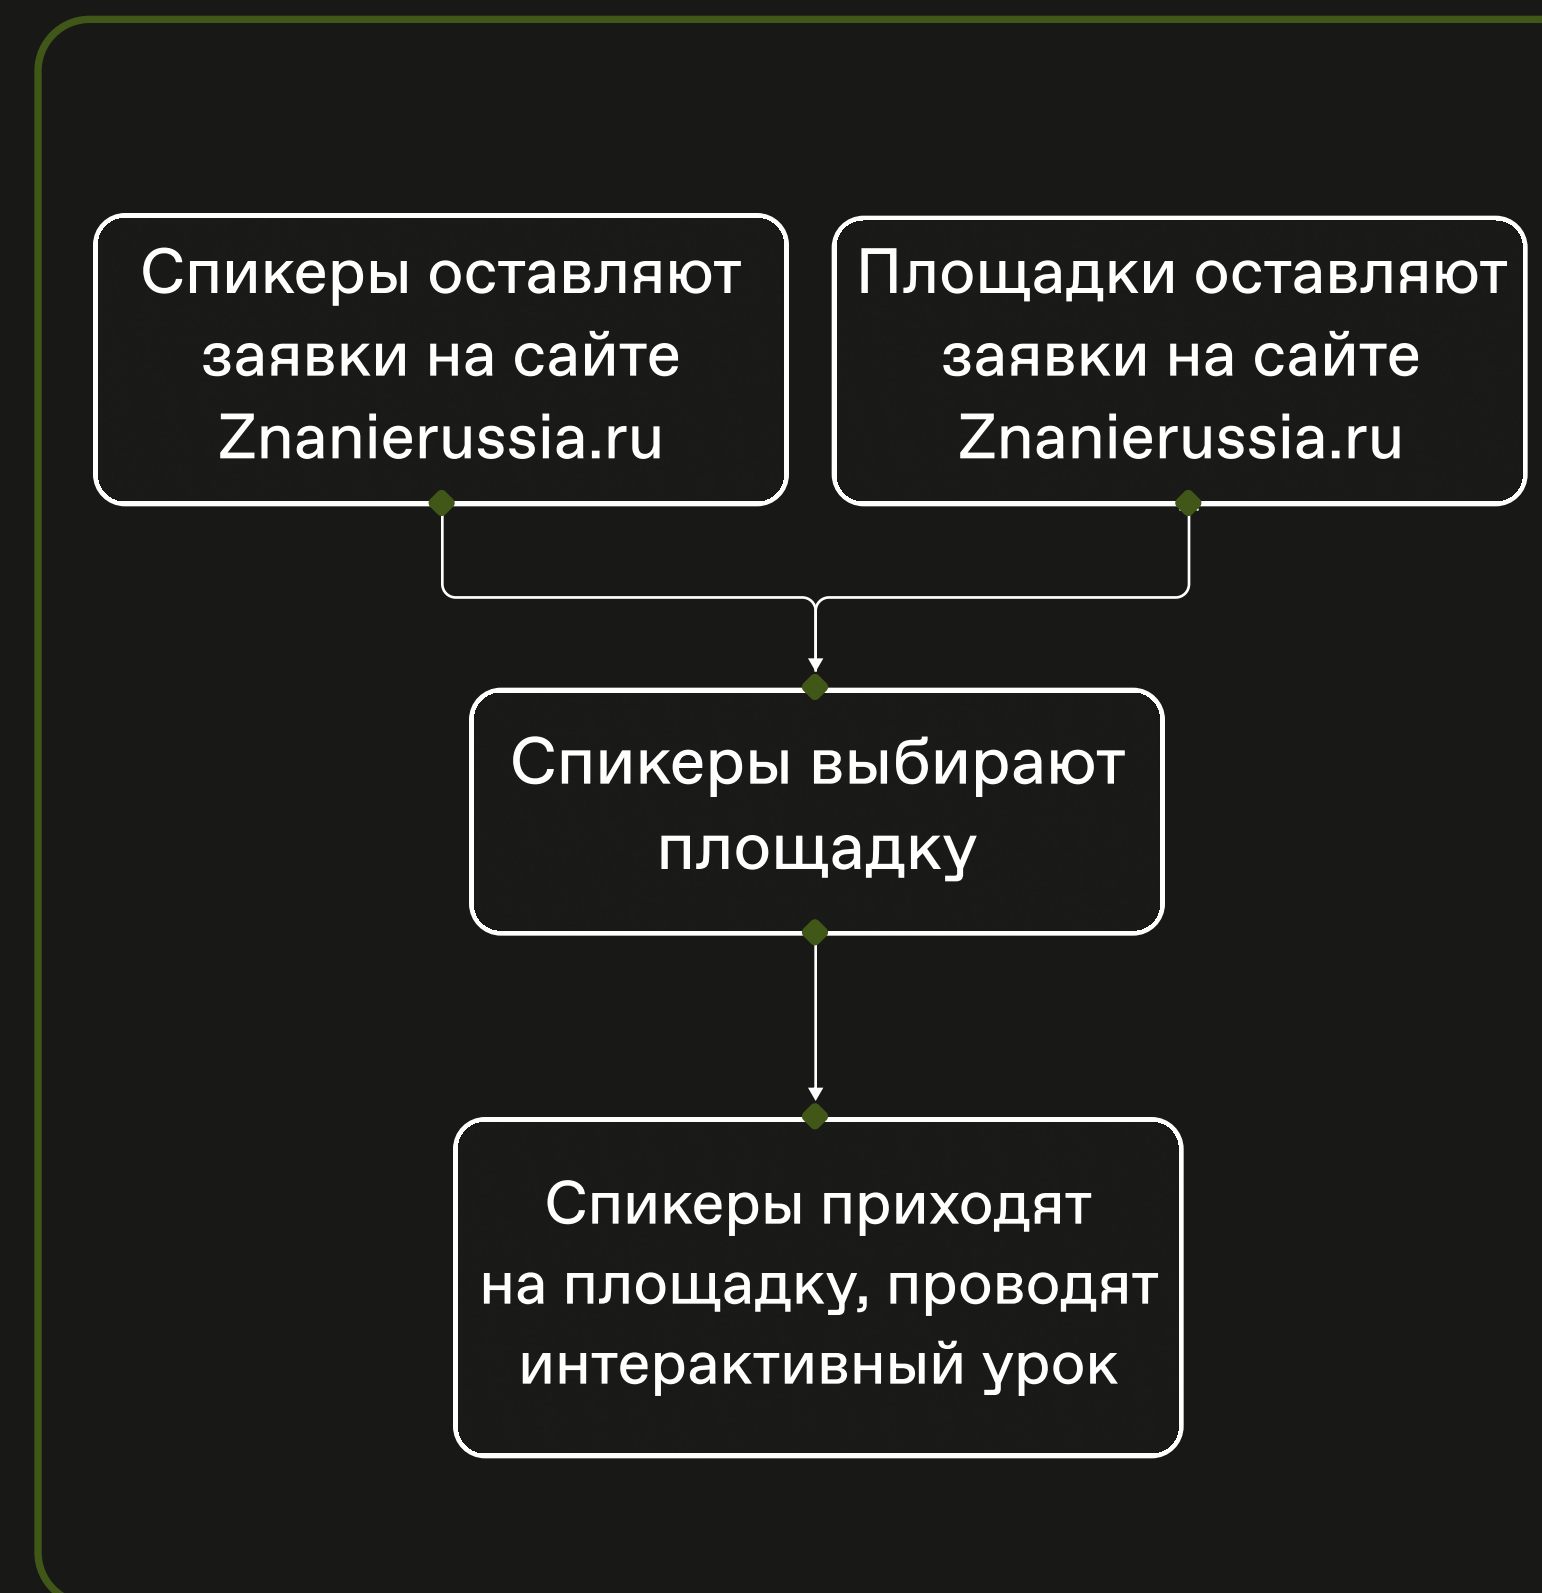 Спикеры оставляют
заявки на сайте
Znanierussia.ru
Площадки оставляют
заявки на сайте
Znanierussia.ru
Спикеры выбирают
площадку
Спикеры приходят
на площадку, проводят
интерактивный урок